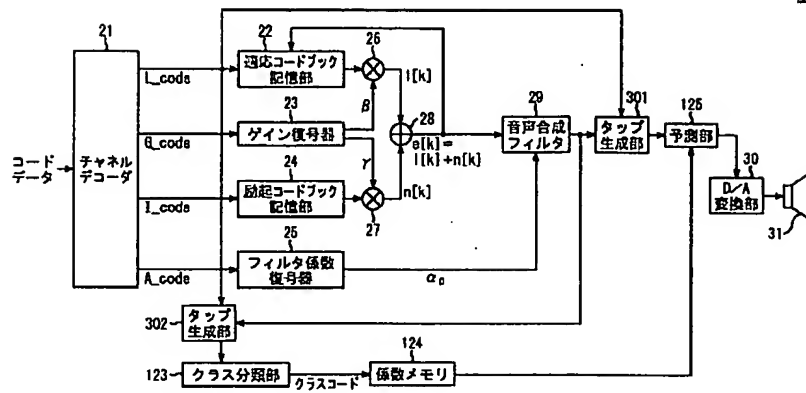 21
22
26
適応コードブック
記憶部
L_code
l[k]
23
β
28
29
301
125
G_code
ゲイン復号器
e[k]=
l[k]+n[k]
音声合成
フィルタ
タップ
生成部
予測部
コード
データ
チャネル
デコーダ
24
γ
30
I_code
励起コードブック
記憶部
n[k]
27
D/A
変換部
31
25
A_code
フィルタ係数
復号器
αp
302
タップ
生成部
124
123
クラス分類部
クラスコード
係数メモリ